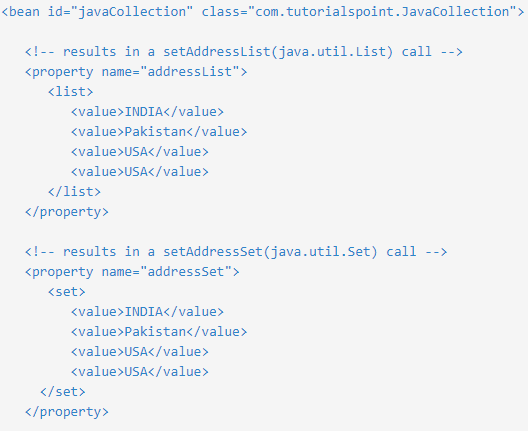 <bean id="javaCollection" class="com.tutorialspoint.JavaCollection">
<!-- results in a setAddressList(java.util.List) call -->
<property name="addressList">
<list>
<value>INDIA</value>
<value>Pakistan</value>
<value>USA</value>
<value>USA</value>
</list>
</property>
<!-- results in a setAddressSet(java.util.Set) call -->
<property name="addressSet">
<set>
<value>INDIA</value>
<value>Pakistan</value>
<value>USA</value>
<value>USA</value>
</set>
</property>